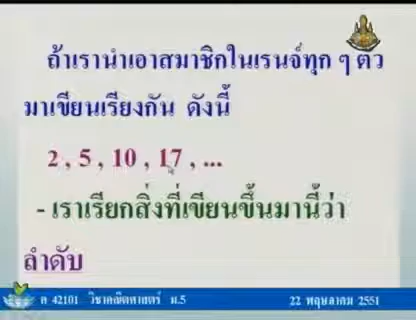 ถ้าเรานำเอาสมาชิกในเรนจ์ทุก ๆ ตัว
มาเขียนเรียงกัน ดังนี้
2 , 5 , 10 , 17 , ...
- เราเรียกสิ่งที่เขียนขึ้นมานี้ว่า
ลำดับ
ค 42101 วิชาคณิตศาสตร์ ม.5 22 พฤษภาคม 2551